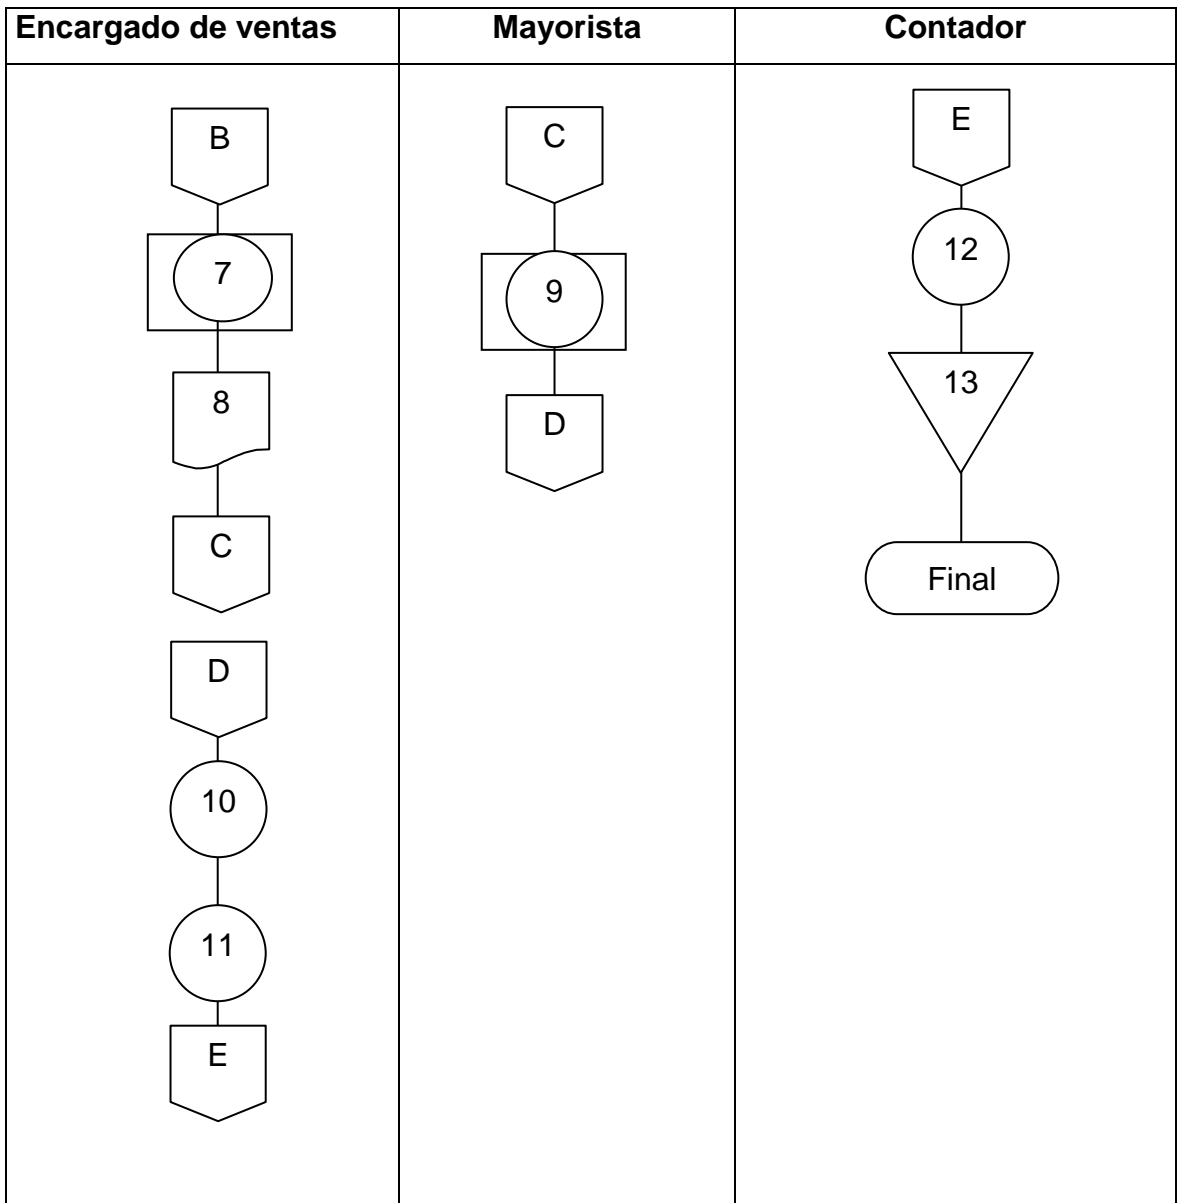 Encargado de ventas
Mayorista
Contador
B
7
8
C
D
10
11
E
C
9
D
E
12
13
Final